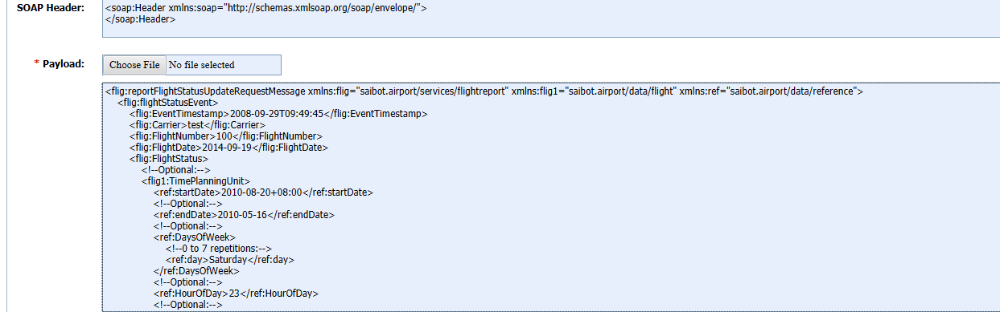 SOAP Header:
<soap:Header xmlns:soap="http://schemas.xmlsoap.org/soap/envelope/">
</soap:Header>
* Payload:
Choose File No file selected
<flig:reportFlightStatusUpdateRequestMessage xmlns:flig="saibot.airport/services/flightreport" xmlns:flig1="saibot.airport/data/flight" xmlns:ref="saibot.airport/data/reference">
<flig:flightStatusEvent>
<flig:EventTimestamp>2008-09-29T09:49:45</flig:EventTimestamp>
<flig:Carrier>test</flig:Carrier>
<flig:FlightNumber>100</flig:FlightNumber>
<flig:FlightDate>2014-09-19</flig:FlightDate>
<flig:FlightStatus>
<!--Optional:-->
<flig1:TimePlanningUnit>
<ref:startDate>2010-08-20+08:00</ref:startDate>
<!--Optional:-->
<ref:endDate>2010-05-16</ref:endDate>
<!--Optional:-->
<ref:DaysOfWeek>
<!--0 to 7 repetitions:-->
<ref:day>Saturday</ref:day>
</ref:DaysOfWeek>
<!--Optional:-->
<ref:HourOfDay>23</ref:HourOfDay>
<!--Optional:-->